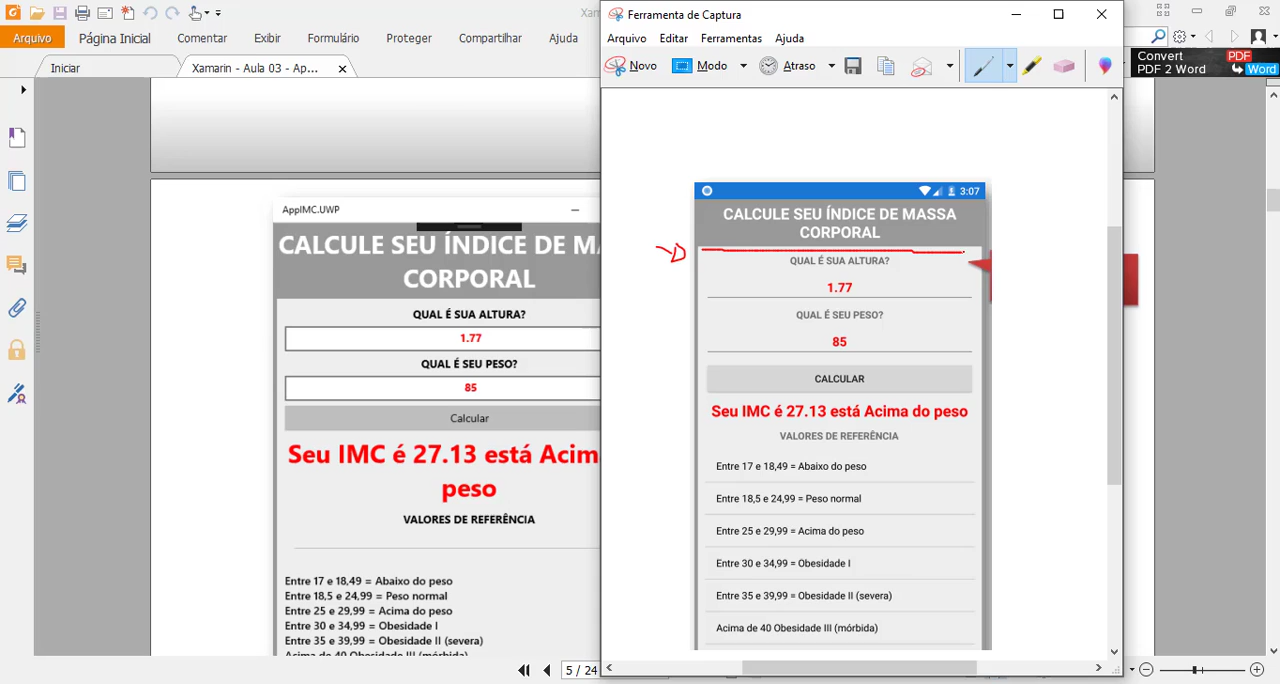 Xam
Arquivo
Página Inicial
Comentar
Exibir
Formulário
Proteger
Compartilhar
Ajuda
Iniciar
Xamarin - Aula 03 - Ap...
Convert
PDF 2 Word
PDF
Word
AppIMC.UWP
CALCULE SEU ÍNDICE DE MA
CORPORAL
QUAL É SUA ALTURA?
1.77
QUAL É SEU PESO?
85
Calcular
Seu IMC é 27.13 está Acim
peso
VALORES DE REFERÊNCIA
Entre 17 e 18,49 = Abaixo do peso
Entre 18,5 e 24,99 = Peso normal
Entre 25 e 29,99 = Acima do peso
Entre 30 e 34,99 = Obesidade I
Entre 35 e 39,99 = Obesidade II (severa)
Acima de 40 Obesidade III (mórbida)
5 / 24
Ferramenta de Captura
Arquivo
Editar
Ferramentas
Ajuda
Novo
Modo
Atraso
3:07
CALCULE SEU ÍNDICE DE MASSA
CORPORAL
QUAL É SUA ALTURA?
1.77
QUAL É SEU PESO?
85
CALCULAR
Seu IMC é 27.13 está Acima do peso
VALORES DE REFERÊNCIA
Entre 17 e 18,49 = Abaixo do peso
Entre 18,5 e 24,99 = Peso normal
Entre 25 e 29,99 = Acima do peso
Entre 30 e 34,99 = Obesidade I
Entre 35 e 39,99 = Obesidade II (severa)
Acima de 40 Obesidade III (mórbida)